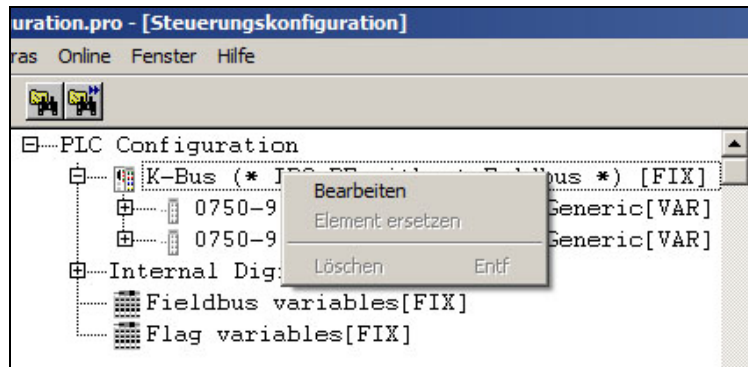 uration.pro - [Steuerungskonfiguration]
ras Online Fenster Hilfe
PLC Configuration
K-Bus (* bus *) [FIX]
Bearbeiten
0750-9 Generic[VAR]
Element ersetzen
0750-9 Generic[VAR]
Internal
Löschen Entf
Fieldbus variables[FIX]
Flag variables[FIX]